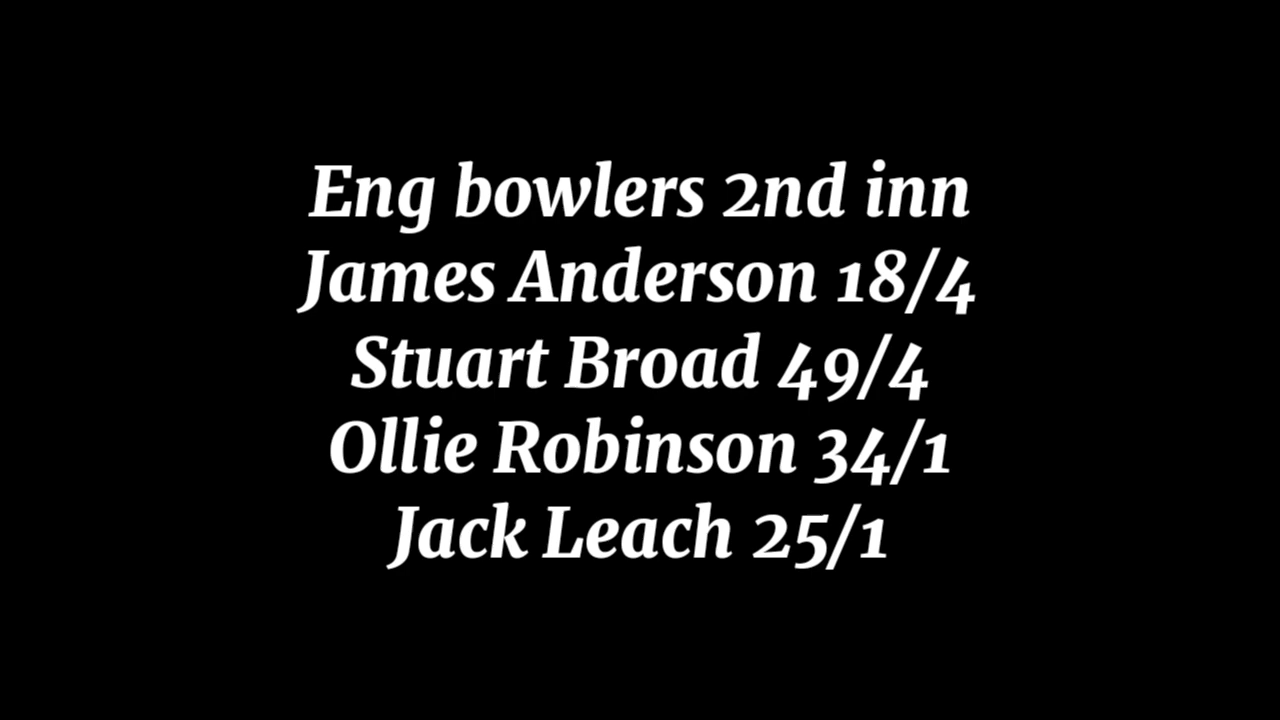 Eng bowlers 2nd inn
James Anderson 18/4
Stuart Broad 49/4
Ollie Robinson 34/1
Jack Leach 25/1